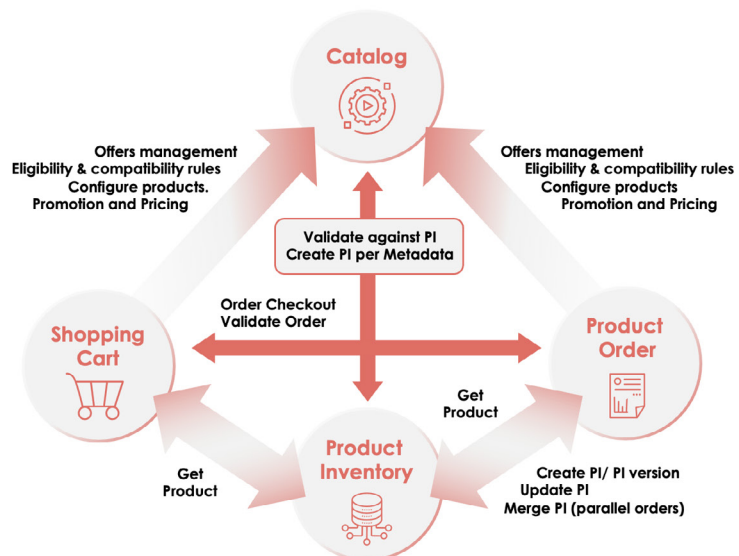 Catalog
Offers management
Eligibility & compatibility rules
Configure products.
Promotion and Pricing
Offers management
Eligibility & compatibility rules
Configure products
Promotion and Pricing
Validate against PI
Create PI per Metadata
Order Checkout
Validate Order
Shopping
Cart
Product
Order
Get
Product
Get
Product
Product
Inventory
Create PI/ PI version
Update PI
Merge PI (parallel orders)